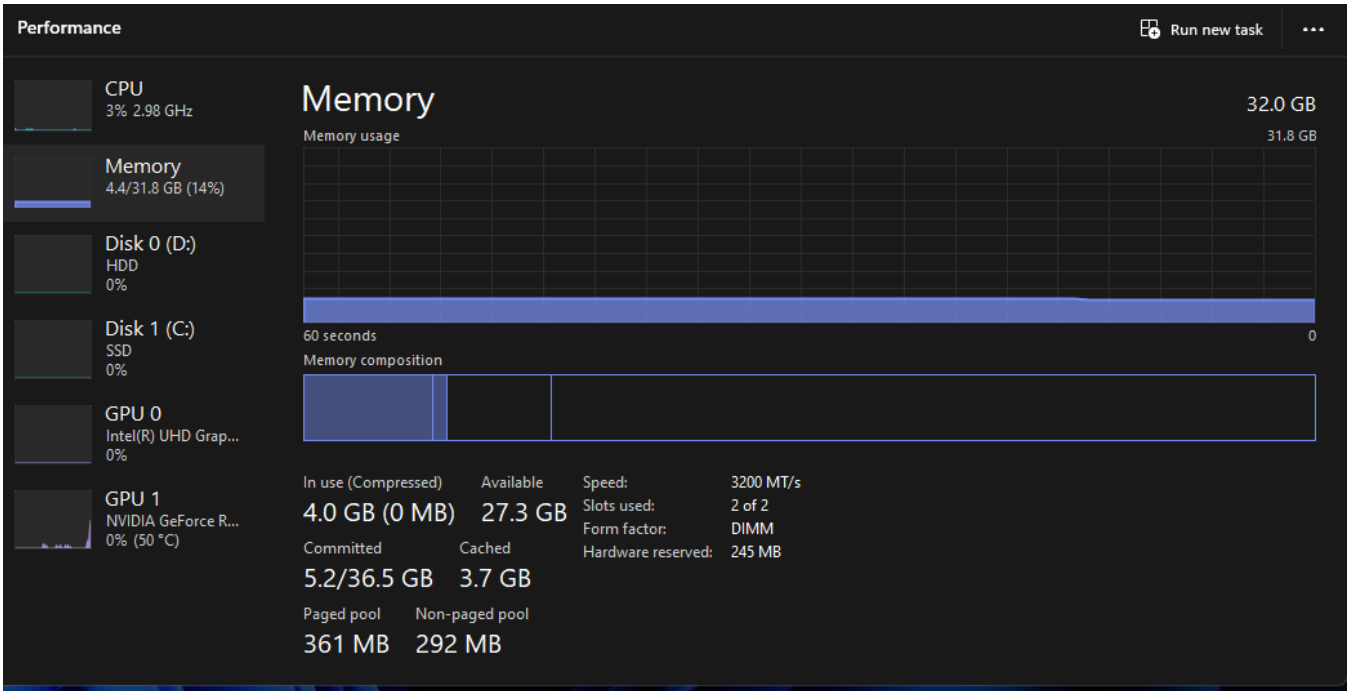 Performance
Run new task
CPU
3% 2.98 GHz
Memory
4.4/31.8 GB (14%)
Disk 0 (D:)
HDD
0%
Disk 1 (C:)
SSD
0%
GPU 0
Intel(R) UHD Grap...
0%
GPU 1
NVIDIA GeForce R...
0% (50 °C)
Memory 32.0 GB
Memory usage 31.8 GB
60 seconds 0
Memory composition
In use (Compressed) Available
4.0 GB (0 MB) 27.3 GB
Committed Cached
5.2/36.5 GB 3.7 GB
Paged pool Non-paged pool
361 MB 292 MB
Speed: 3200 MT/s
Slots used: 2 of 2
Form factor: DIMM
Hardware reserved: 245 MB